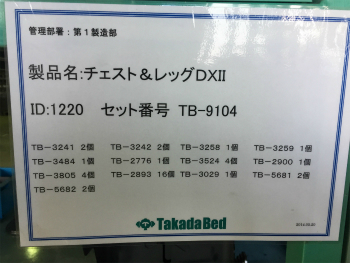 管理部署：第１製造部
製品名:チェスト＆レッグDXII
ID:1220　セット番号　TB-9104
TB－3241 2個　TB－3242 2個　TB－3258 1個　TB－3259 1個
TB－3484 1個　TB－2776 1個　TB－3524 4個　TB－2900 1個
TB－3805 4個　TB－2893 16個　TB－3029 1個　TB－5681 2個
TB－5682 2個
TakadaBed